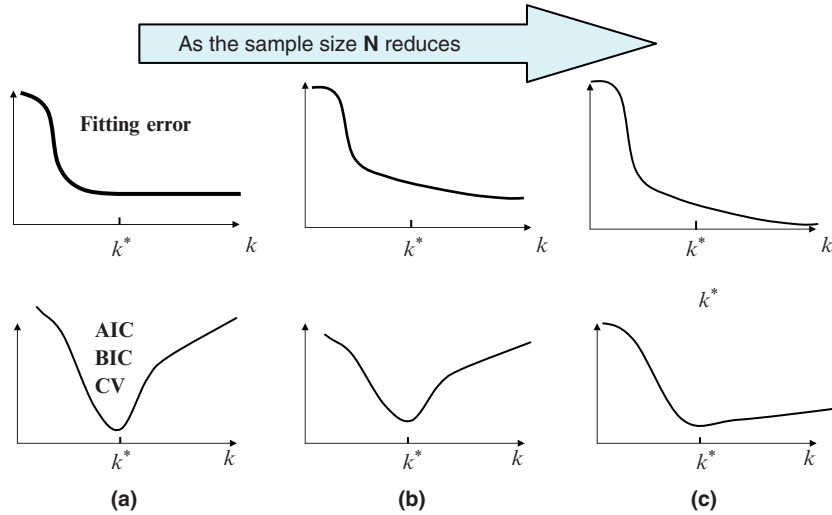 As the sample size N reduces
Fitting error
k* k
k* k
k* k
k*
AIC
BIC
CV
k* k
k* k
k* k
(a) (b) (c)